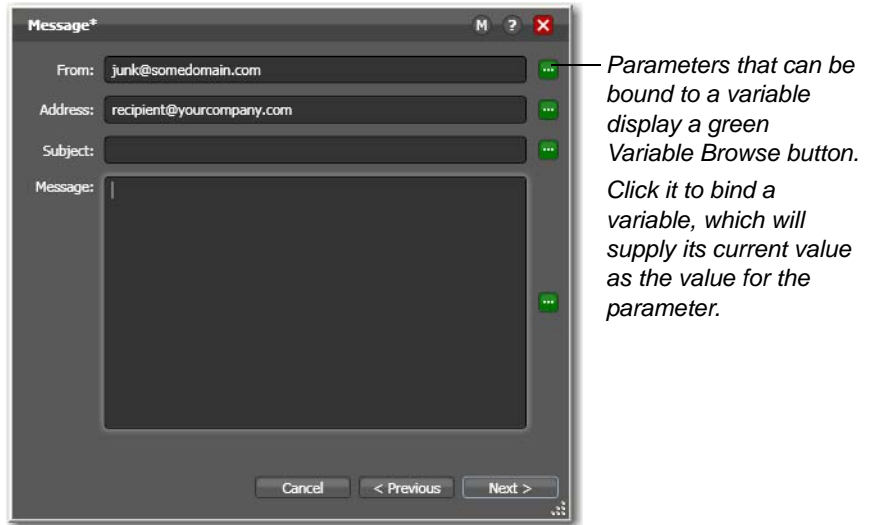 Message*
M ?
From: junk@somedomain.com
Address: recipient@yourcompany.com
Subject:
Message:
Cancel < Previous Next >
Parameters that can be
bound to a variable
display a green
Variable Browse button.
Click it to bind a
variable, which will
supply its current value
as the value for the
parameter.